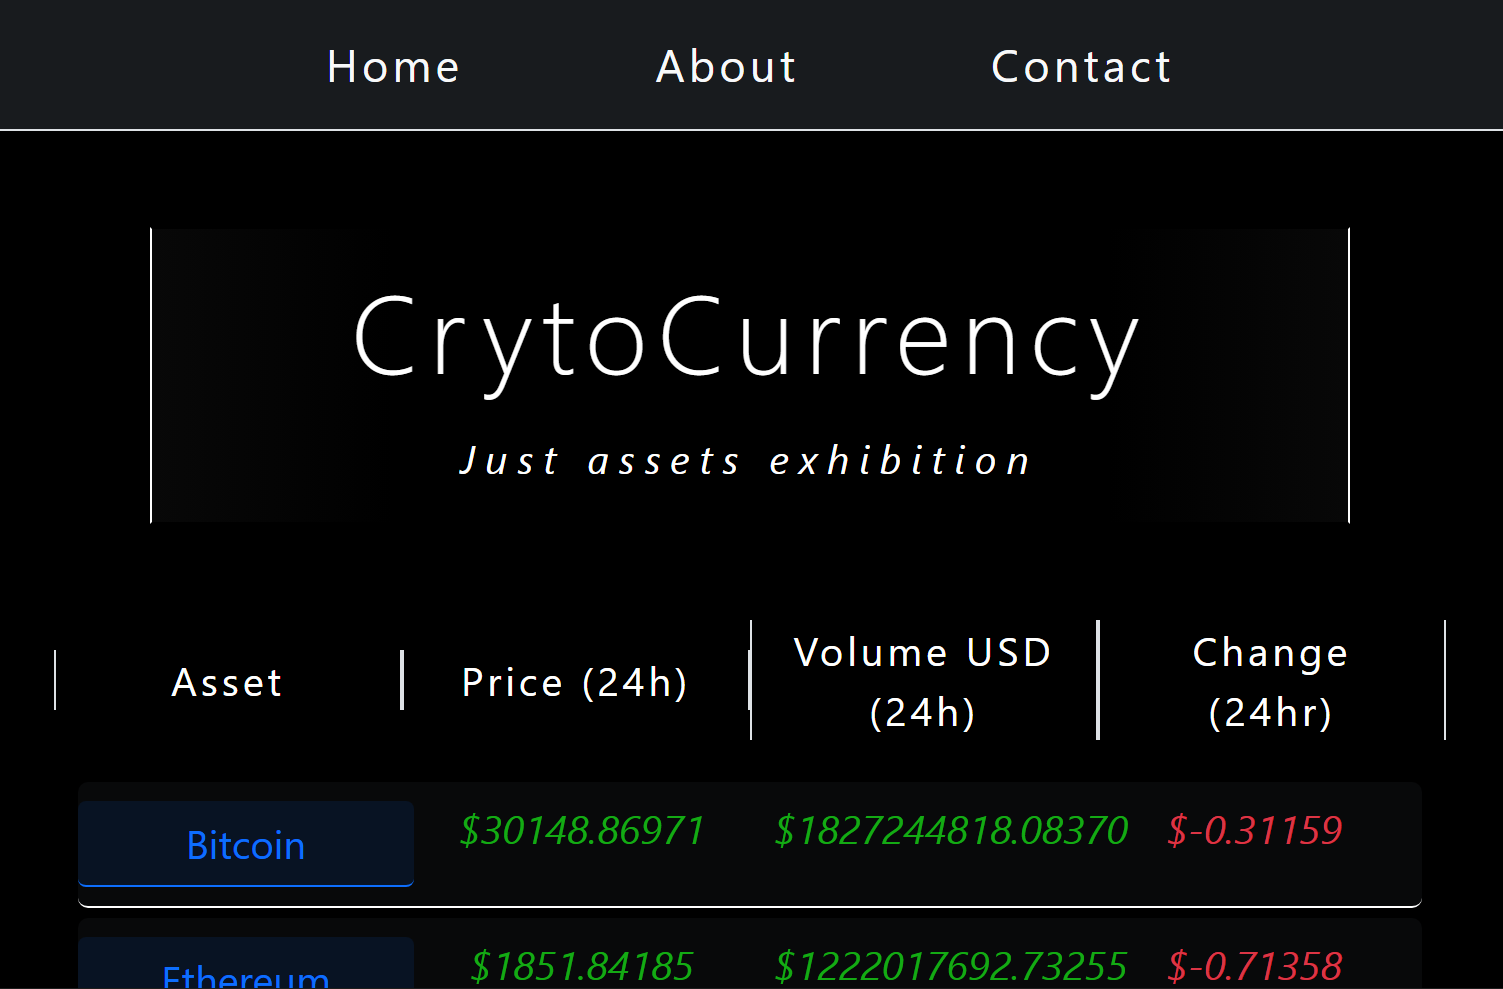 Home About Contact
CrytoCurrency
Just assets exhibition
Asset Price (24h) Volume USD (24h) Change (24hr)
Bitcoin $30148.86971 $1827244818.08370 $-0.31159
Ethereum $1851.84185 $1222017692.73255 $-0.71358